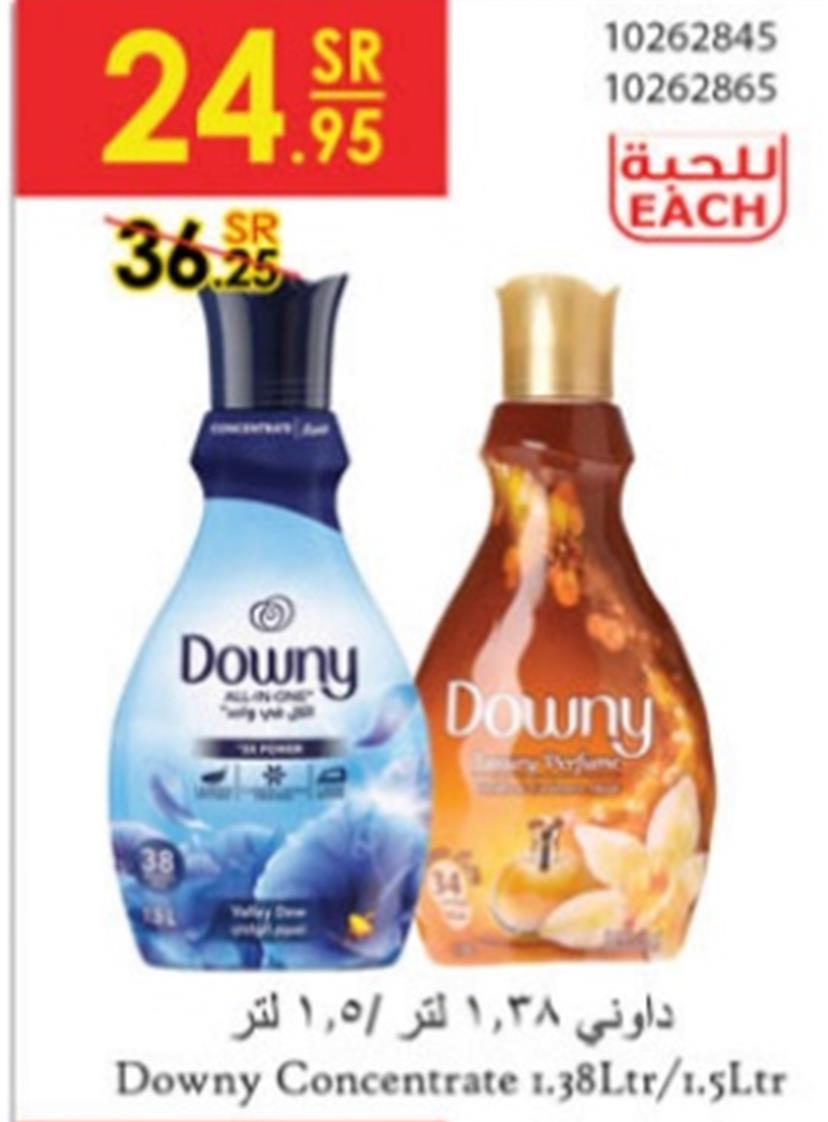 24.95 SR
10262845
10262865
للحبة
EACH
36.25 SR
CONCENTRATE
Downy
ALL-IN-ONE
الكل في واحد
Valley Dew
38
1.5L
Downy
Luxury Perfume
34
داوني ١,٣٨ لتر /١,٥ لتر
Downy Concentrate 1.38Ltr/1.5Ltr